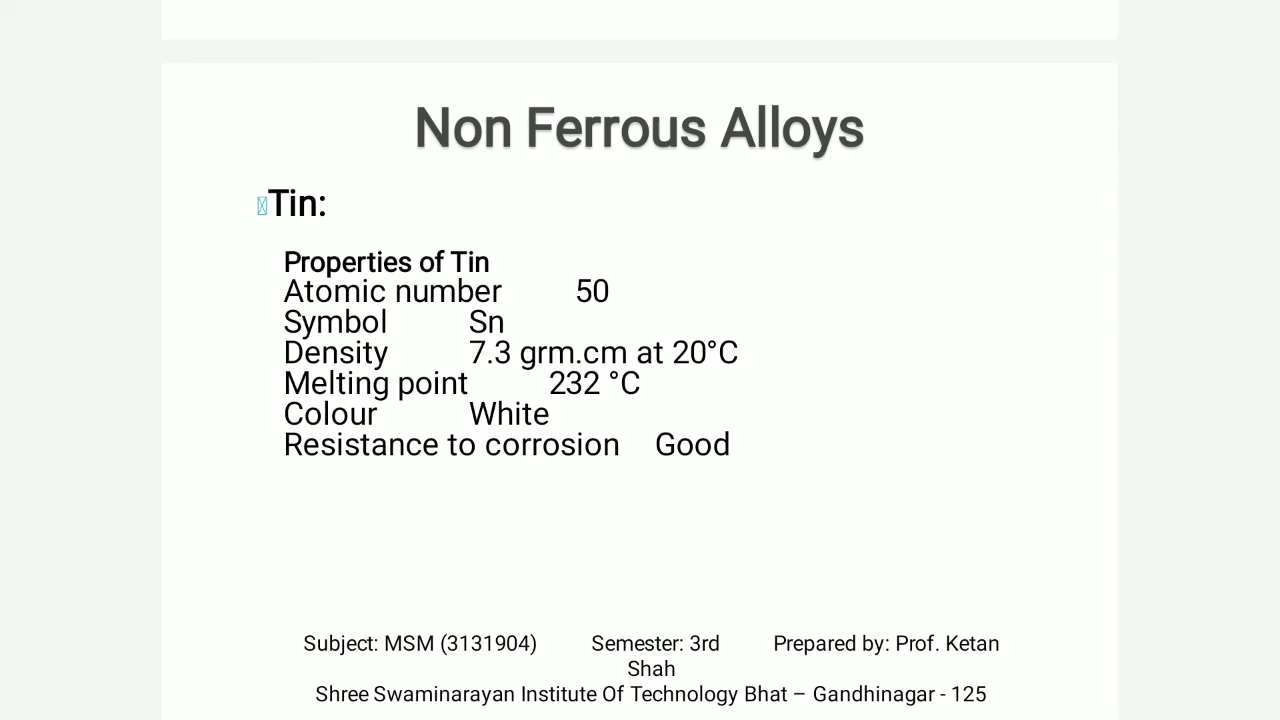 Non Ferrous Alloys
Tin:
Properties of Tin
Atomic number 50
Symbol Sn
Density 7.3 grm.cm at 20°C
Melting point 232 °C
Colour White
Resistance to corrosion Good
Subject: MSM (3131904) Semester: 3rd Prepared by: Prof. Ketan
Shah
Shree Swaminarayan Institute Of Technology Bhat – Gandhinagar - 125